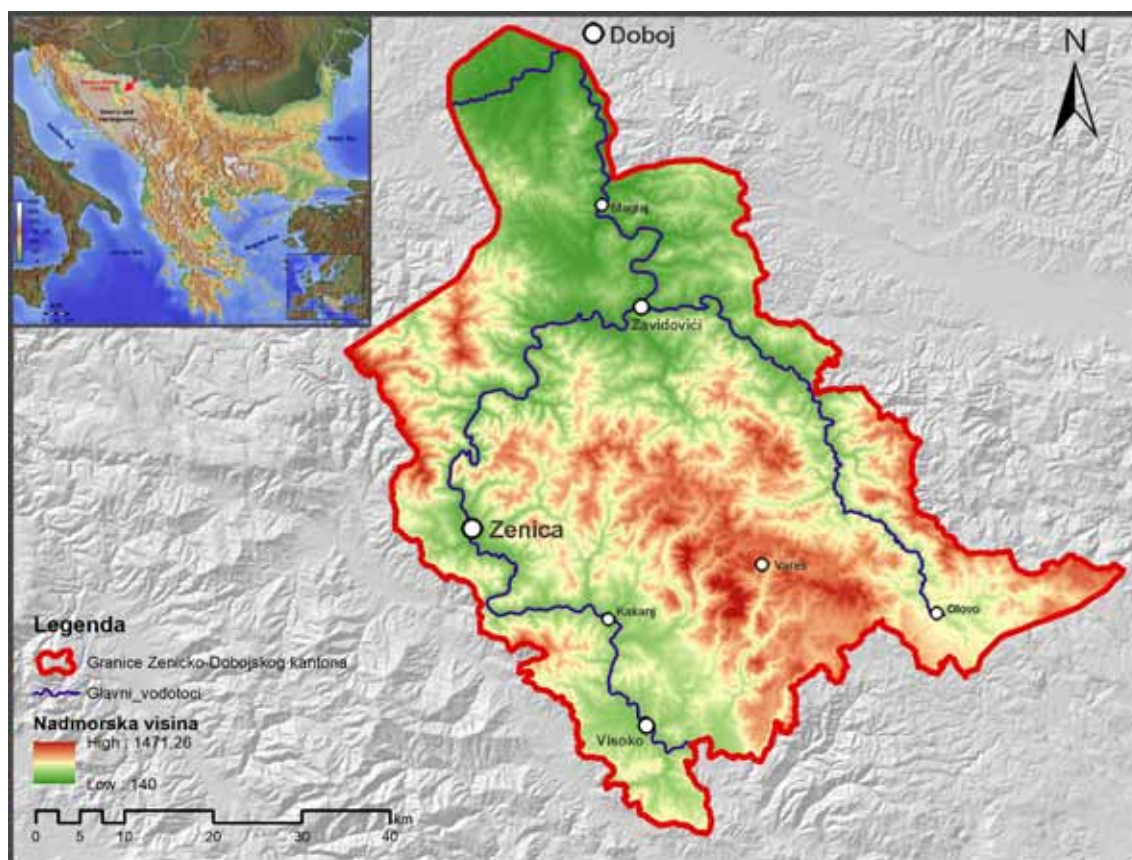 Doboj
N
Maglaj
Zavidovići
Zenica
Vareš
Kakanj
Olovo
Visoko
Legenda
Granice Zeničko-Dobojskog kantona
Glavni_vodotoci
Nadmorska visina
High : 1471,26
Low : 140
km
0 5 10 20 30 40